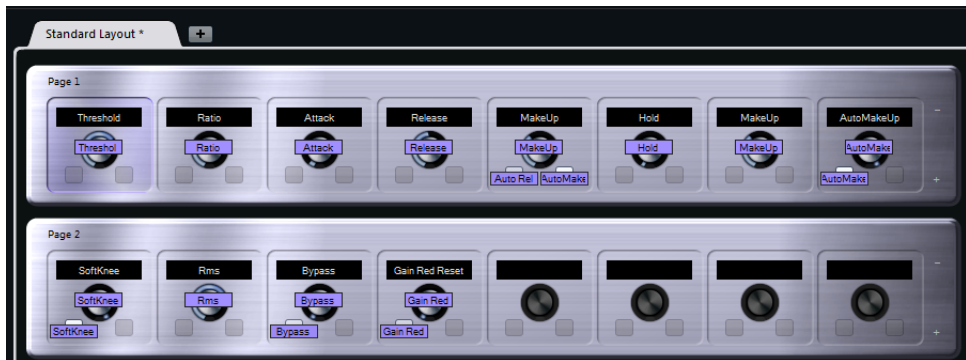 Standard Layout * +
Page 1
Threshold Ratio Attack Release MakeUp Hold MakeUp AutoMakeUp -
Threshol Ratio Attack Release MakeUp Hold MakeUp AutoMake
Auto Rel AutoMake AutoMake +
Page 2
SoftKnee Rms Bypass Gain Red Reset -
SoftKnee Rms Bypass Gain Red
SoftKnee Bypass Gain Red +